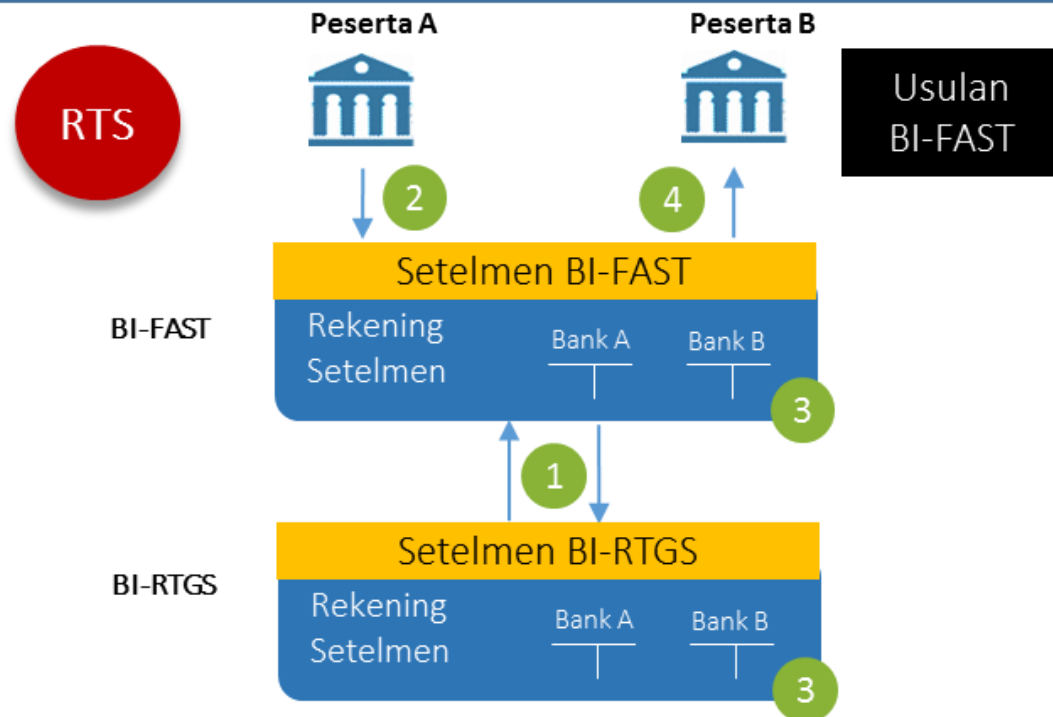 Peserta A
Peserta B
RTS
Usulan
BI-FAST
2
4
Setelmen BI-FAST
BI-FAST
Rekening
Setelmen
Bank A
Bank B
3
1
Setelmen BI-RTGS
BI-RTGS
Rekening
Setelmen
Bank A
Bank B
3